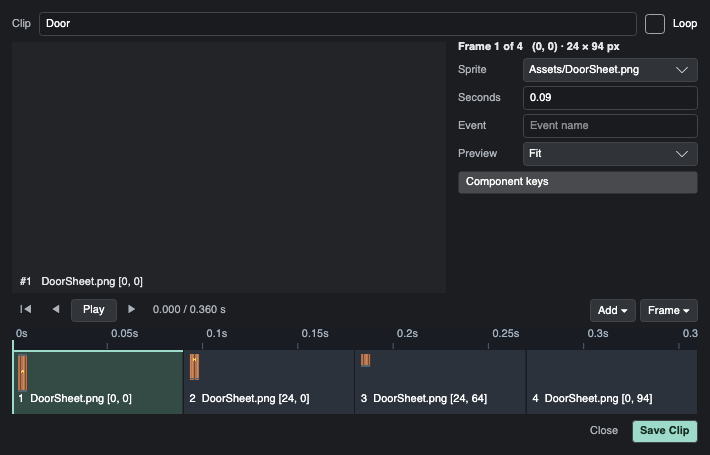 Clip Door Loop
Frame 1 of 4 (0, 0) · 24 × 94 px
Sprite Assets/DoorSheet.png
Seconds 0.09
Event Event name
Preview Fit
Component keys
#1 DoorSheet.png [0, 0]
Play 0.000 / 0.360 s Add Frame
0s 0.05s 0.1s 0.15s 0.2s 0.25s 0.3s 0.3
1 DoorSheet.png [0, 0] 2 DoorSheet.png [24, 0] 3 DoorSheet.png [24, 64] 4 DoorSheet.png [0, 94]
Close Save Clip